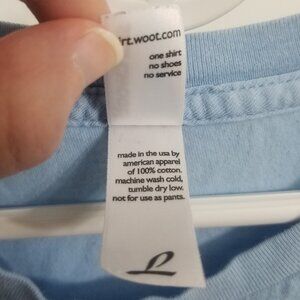 irt.woot.com
one shirt
no shoes
no service
made in the usa by
american apparel
of 100% cotton.
machine wash cold,
tumble dry low.
not for use as pants.